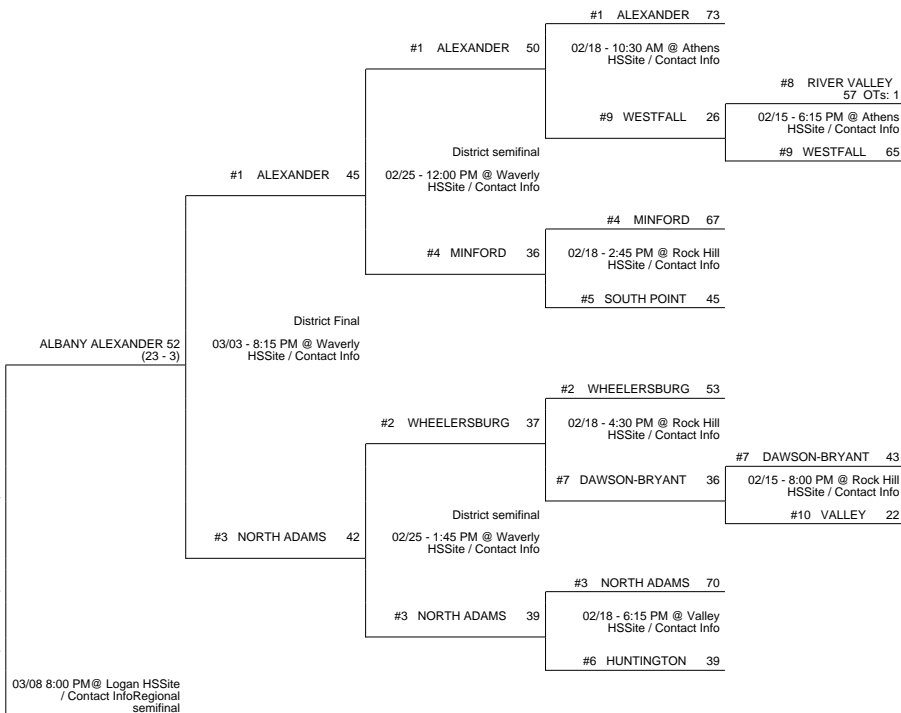 #1 ALEXANDER 73
#1 ALEXANDER 50
02/18 - 10:30 AM @ Athens
HSSite / Contact Info
#8 RIVER VALLEY
57 OTs: 1
#9 WESTFALL 26
02/15 - 6:15 PM @ Athens
HSSite / Contact Info
#9 WESTFALL 65
District semifinal
#1 ALEXANDER 45
02/25 - 12:00 PM @ Waverly
HSSite / Contact Info
#4 MINFORD 67
#4 MINFORD 36
02/18 - 2:45 PM @ Rock Hill
HSSite / Contact Info
#5 SOUTH POINT 45
District Final
ALBANY ALEXANDER 52
(23 - 3)
03/03 - 8:15 PM @ Waverly
HSSite / Contact Info
#2 WHEELERSBURG 53
#2 WHEELERSBURG 37
02/18 - 4:30 PM @ Rock Hill
HSSite / Contact Info
#7 DAWSON-BRYANT 43
#7 DAWSON-BRYANT 36
02/15 - 8:00 PM @ Rock Hill
HSSite / Contact Info
#10 VALLEY 22
District semifinal
#3 NORTH ADAMS 42
02/25 - 1:45 PM @ Waverly
HSSite / Contact Info
#3 NORTH ADAMS 70
#3 NORTH ADAMS 39
02/18 - 6:15 PM @ Valley
HSSite / Contact Info
#6 HUNTINGTON 39
03/08 8:00 PM@ Logan HSSite
/ Contact InfoRegional
semifinal